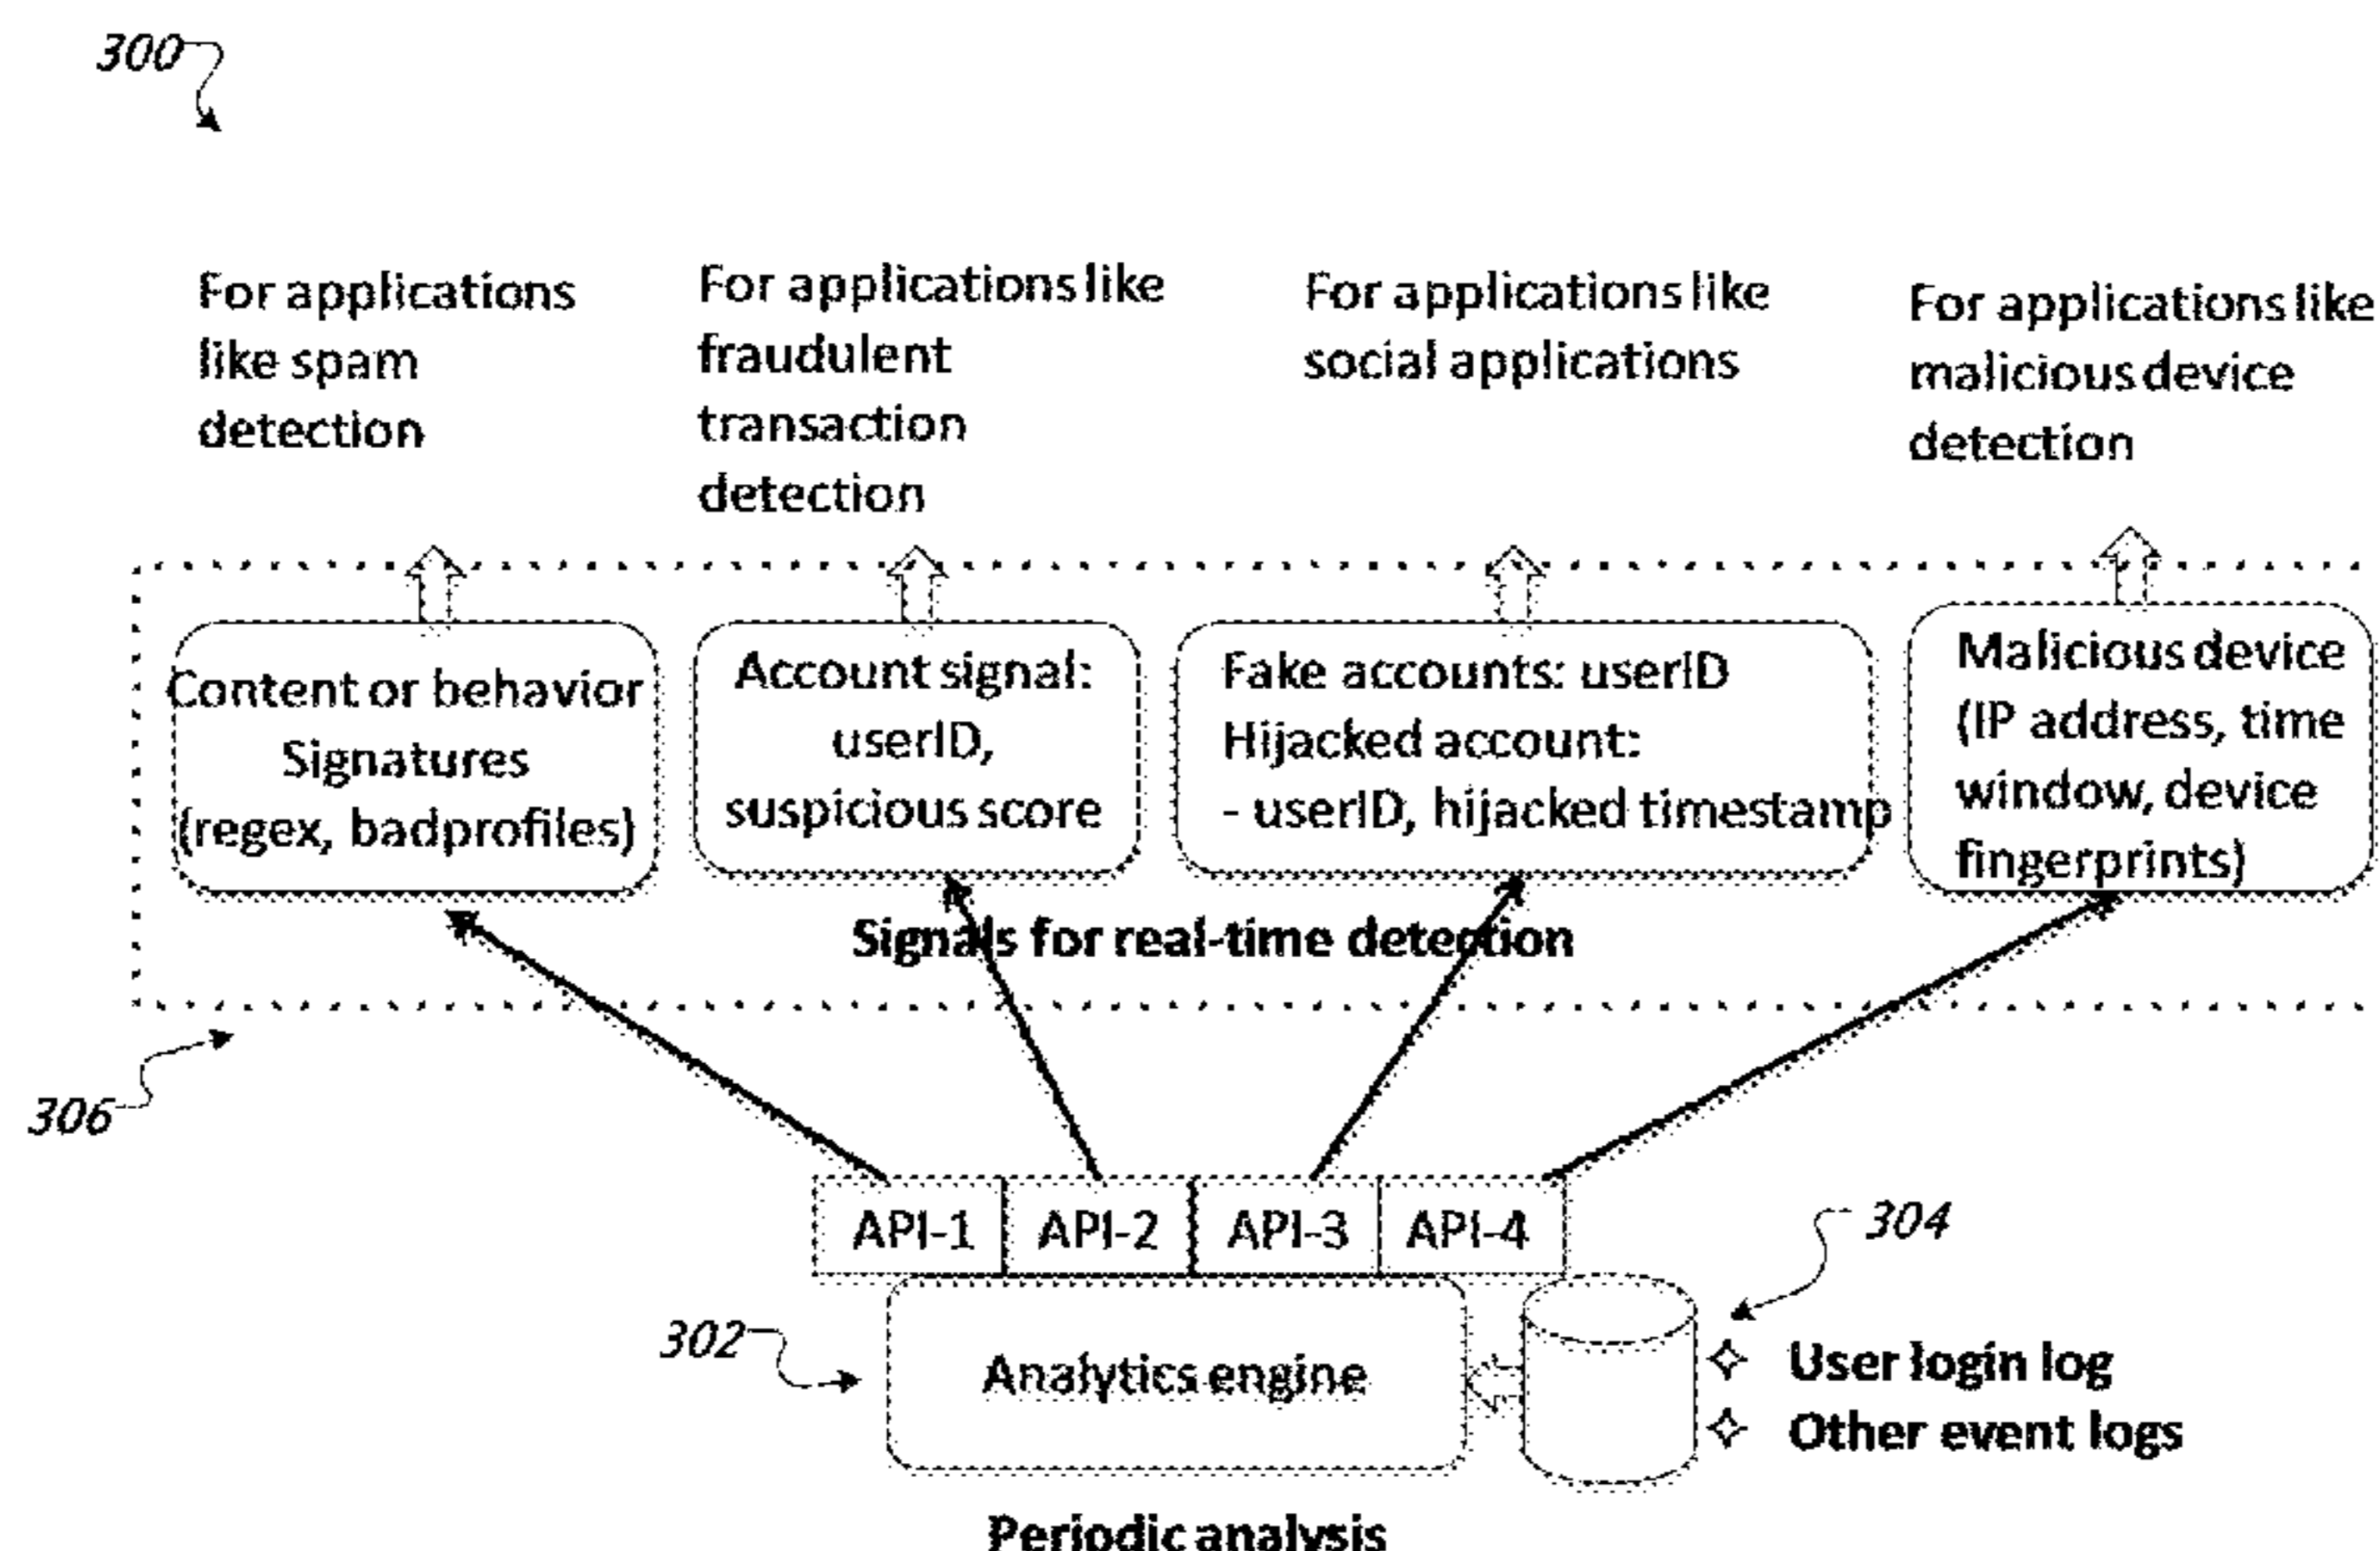 300
For applications
like spam
detection
For applications like
fraudulent
transaction
detection
For applications like
social applications
For applications like
malicious device
detection
Content or behavior
Signatures
(regex, badprofiles)
Account signal:
userID,
suspicious score
Fake accounts: userID
Hijacked account:
- userID, hijacked timestamp
Malicious device
(IP address, time
window, device
fingerprints)
Signals for real-time detection
306
API-1 API-2 API-3 API-4
304
302
Analytics engine
✧ User login log
✧ Other event logs
Periodic analysis